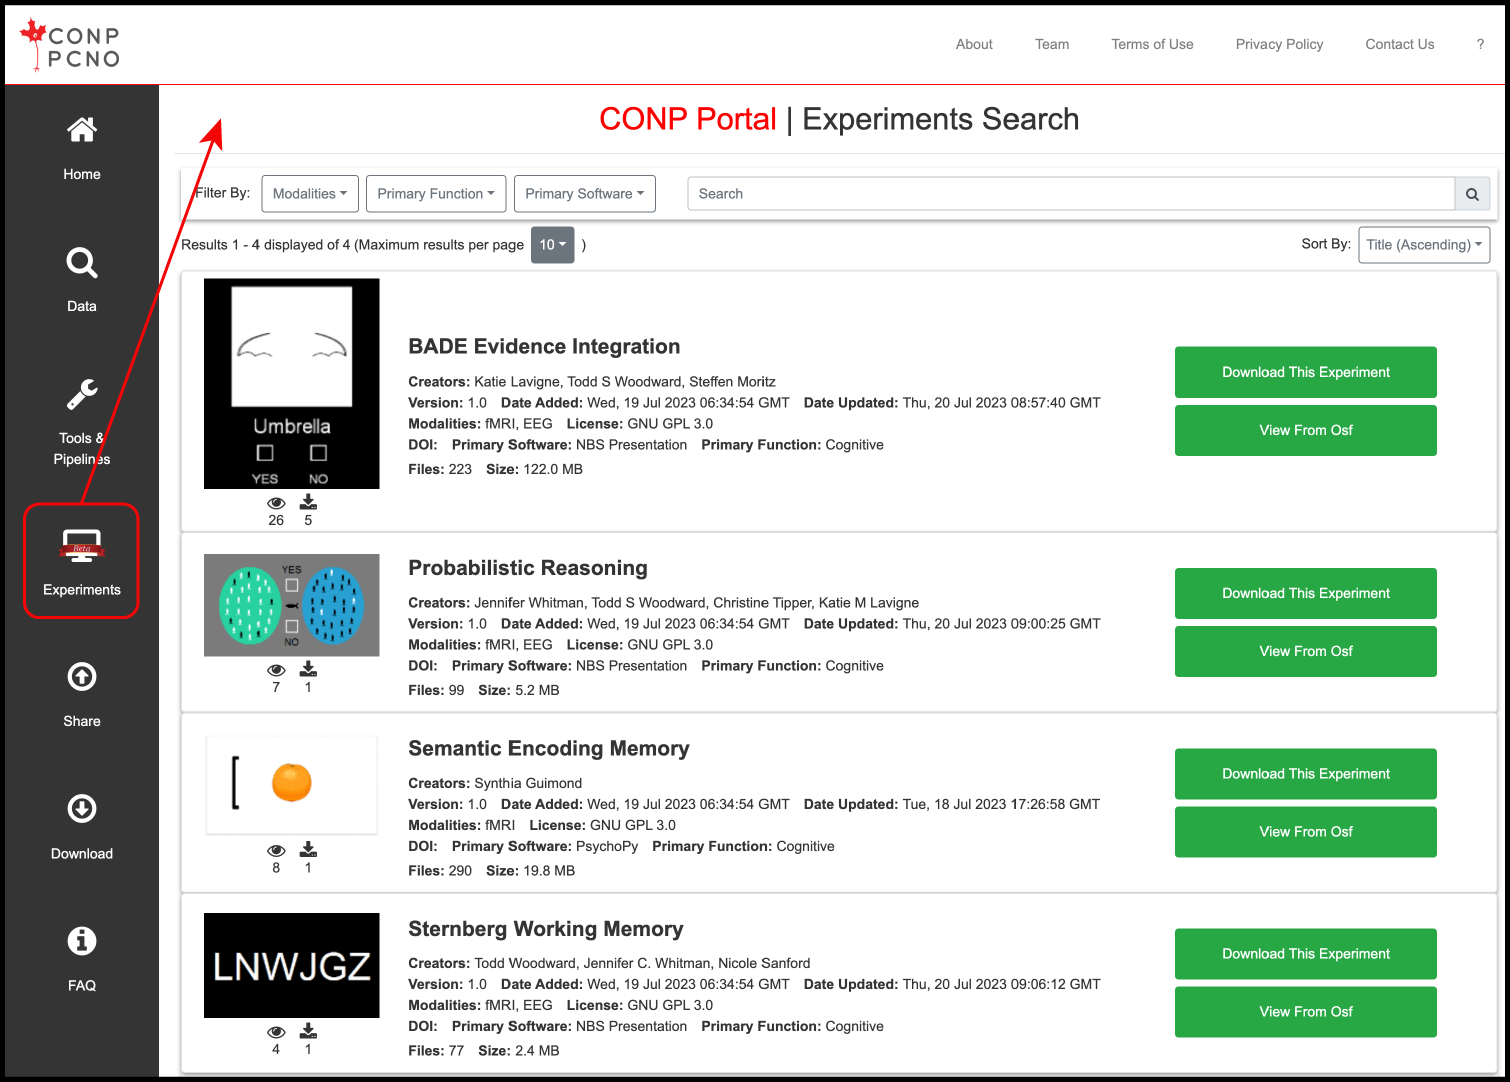 CONP
PCNO
About Team Terms of Use Privacy Policy Contact Us ?
Home
Data
Tools &
Pipelines
Beta
Experiments
Share
Download
FAQ
CONP Portal | Experiments Search
Filter By: Modalities Primary Function Primary Software Search
Results 1 - 4 displayed of 4 (Maximum results per page 10 )
Sort By: Title (Ascending)
Umbrella
YES NO
26 5
BADE Evidence Integration
Creators: Katie Lavigne, Todd S Woodward, Steffen Moritz
Version: 1.0 Date Added: Wed, 19 Jul 2023 06:34:54 GMT Date Updated: Thu, 20 Jul 2023 08:57:40 GMT
Modalities: fMRI, EEG License: GNU GPL 3.0
DOI: Primary Software: NBS Presentation Primary Function: Cognitive
Files: 223 Size: 122.0 MB
Download This Experiment
View From Osf
YES
NO
7 1
Probabilistic Reasoning
Creators: Jennifer Whitman, Todd S Woodward, Christine Tipper, Katie M Lavigne
Version: 1.0 Date Added: Wed, 19 Jul 2023 06:34:54 GMT Date Updated: Thu, 20 Jul 2023 09:00:25 GMT
Modalities: fMRI, EEG License: GNU GPL 3.0
DOI: Primary Software: NBS Presentation Primary Function: Cognitive
Files: 99 Size: 5.2 MB
Download This Experiment
View From Osf
[
8 1
Semantic Encoding Memory
Creators: Synthia Guimond
Version: 1.0 Date Added: Wed, 19 Jul 2023 06:34:54 GMT Date Updated: Tue, 18 Jul 2023 17:26:58 GMT
Modalities: fMRI License: GNU GPL 3.0
DOI: Primary Software: PsychoPy Primary Function: Cognitive
Files: 290 Size: 19.8 MB
Download This Experiment
View From Osf
LNWJGZ
4 1
Sternberg Working Memory
Creators: Todd Woodward, Jennifer C. Whitman, Nicole Sanford
Version: 1.0 Date Added: Wed, 19 Jul 2023 06:34:54 GMT Date Updated: Thu, 20 Jul 2023 09:06:12 GMT
Modalities: fMRI, EEG License: GNU GPL 3.0
DOI: Primary Software: NBS Presentation Primary Function: Cognitive
Files: 77 Size: 2.4 MB
Download This Experiment
View From Osf